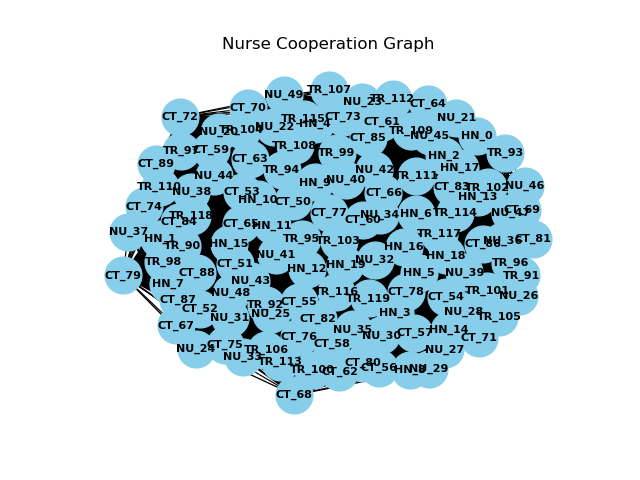 Nurse Cooperation Graph
TR_107
NU_49
NU_23
TR_112
CT_64
CT_70
CT_72
CT_73
NU_21
TR_115
HN_4
CT_61
NU_22
TR_104
NU_20
TR_109
NU_45
HN_0
CT_85
TR_108
TR_97
CT_59
TR_99
TR_93
HN_2
CT_63
CT_89
HN_17
TR_94
NU_42
NU_44
TR_111
NU_40
HN_9
TR_110
CT_83
TR_102
NU_46
NU_38
CT_53
CT_66
HN_13
HN_10
CT_50
CT_74
CT_69
TR_118
CT_77
NU_34
HN_6
TR_114
CT_84
CT_60
CT_65
HN_11
NU_37
TR_117
HN_1
TR_95
TR_103
NU_36
CT_81
TR_90
HN_15
HN_16
NU_41
HN_18
TR_98
CT_51
HN_19
NU_32
TR_96
HN_12
CT_79
CT_88
HN_5
NU_39
TR_91
NU_43
HN_7
NU_48
TR_116
CT_78
TR_101
CT_54
NU_26
CT_87
TR_119
CT_55
TR_92
CT_52
NU_25
HN_3
NU_28
TR_105
NU_31
CT_82
CT_67
NU_35
HN_14
CT_57
CT_76
NU_30
CT_71
CT_58
CT_75
NU_24
TR_106
NU_27
NU_33
TR_113
CT_80
CT_56
CT_62
NU_29
CT_68